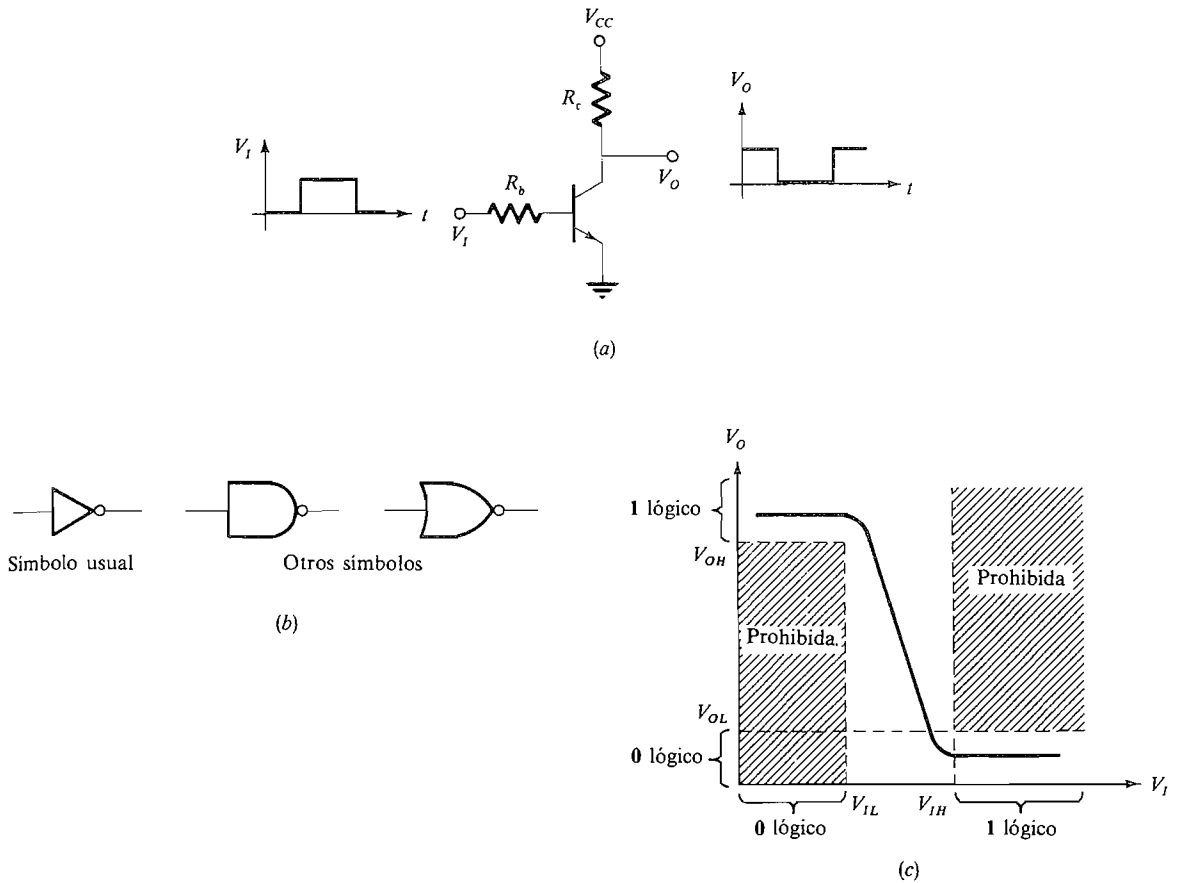 V_CC
R_c
V_O
V_I
t
R_b
V_I
V_O
t
(a)
Símbolo usual
Otros símbolos
(b)
V_O
1 lógico
V_OH
Prohibida
Prohibida.
V_OL
0 lógico
V_IL
V_IH
V_I
0 lógico
1 lógico
(c)